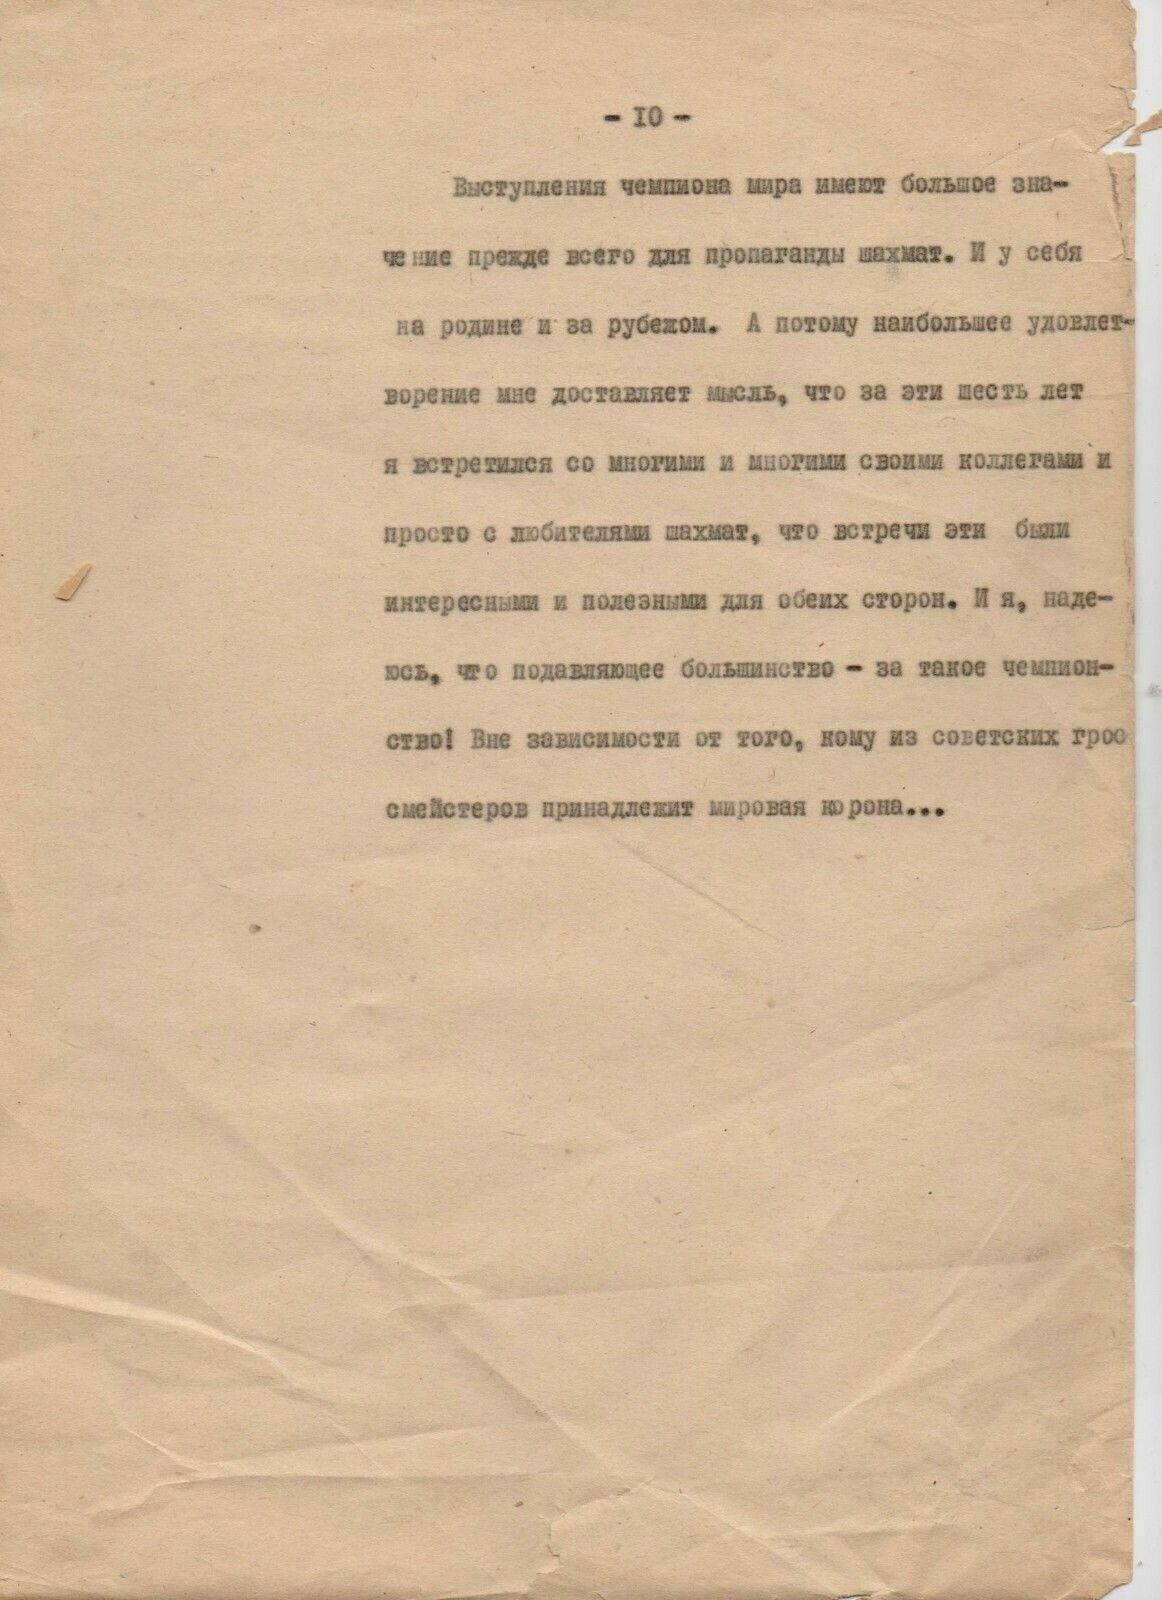 - IO -
Выступления чемпиона мира имеют большое зна-
чение прежде всего для пропаганды шахмат. И у себя
на родине и за рубежом. А потому наибольшее удовлет-
ворение мне доставляет мысль, что за эти шесть лет
я встретился со многими и многими своими коллегами и
просто с любителями шахмат, что встречи эти были
интересными и полезными для обеих сторон. И я, наде-
юсь, что подавляющее большинство - за такое чемпион-
ство! Вне зависимости от того, кому из советских грос
смейстеров принадлежит мировая корона...